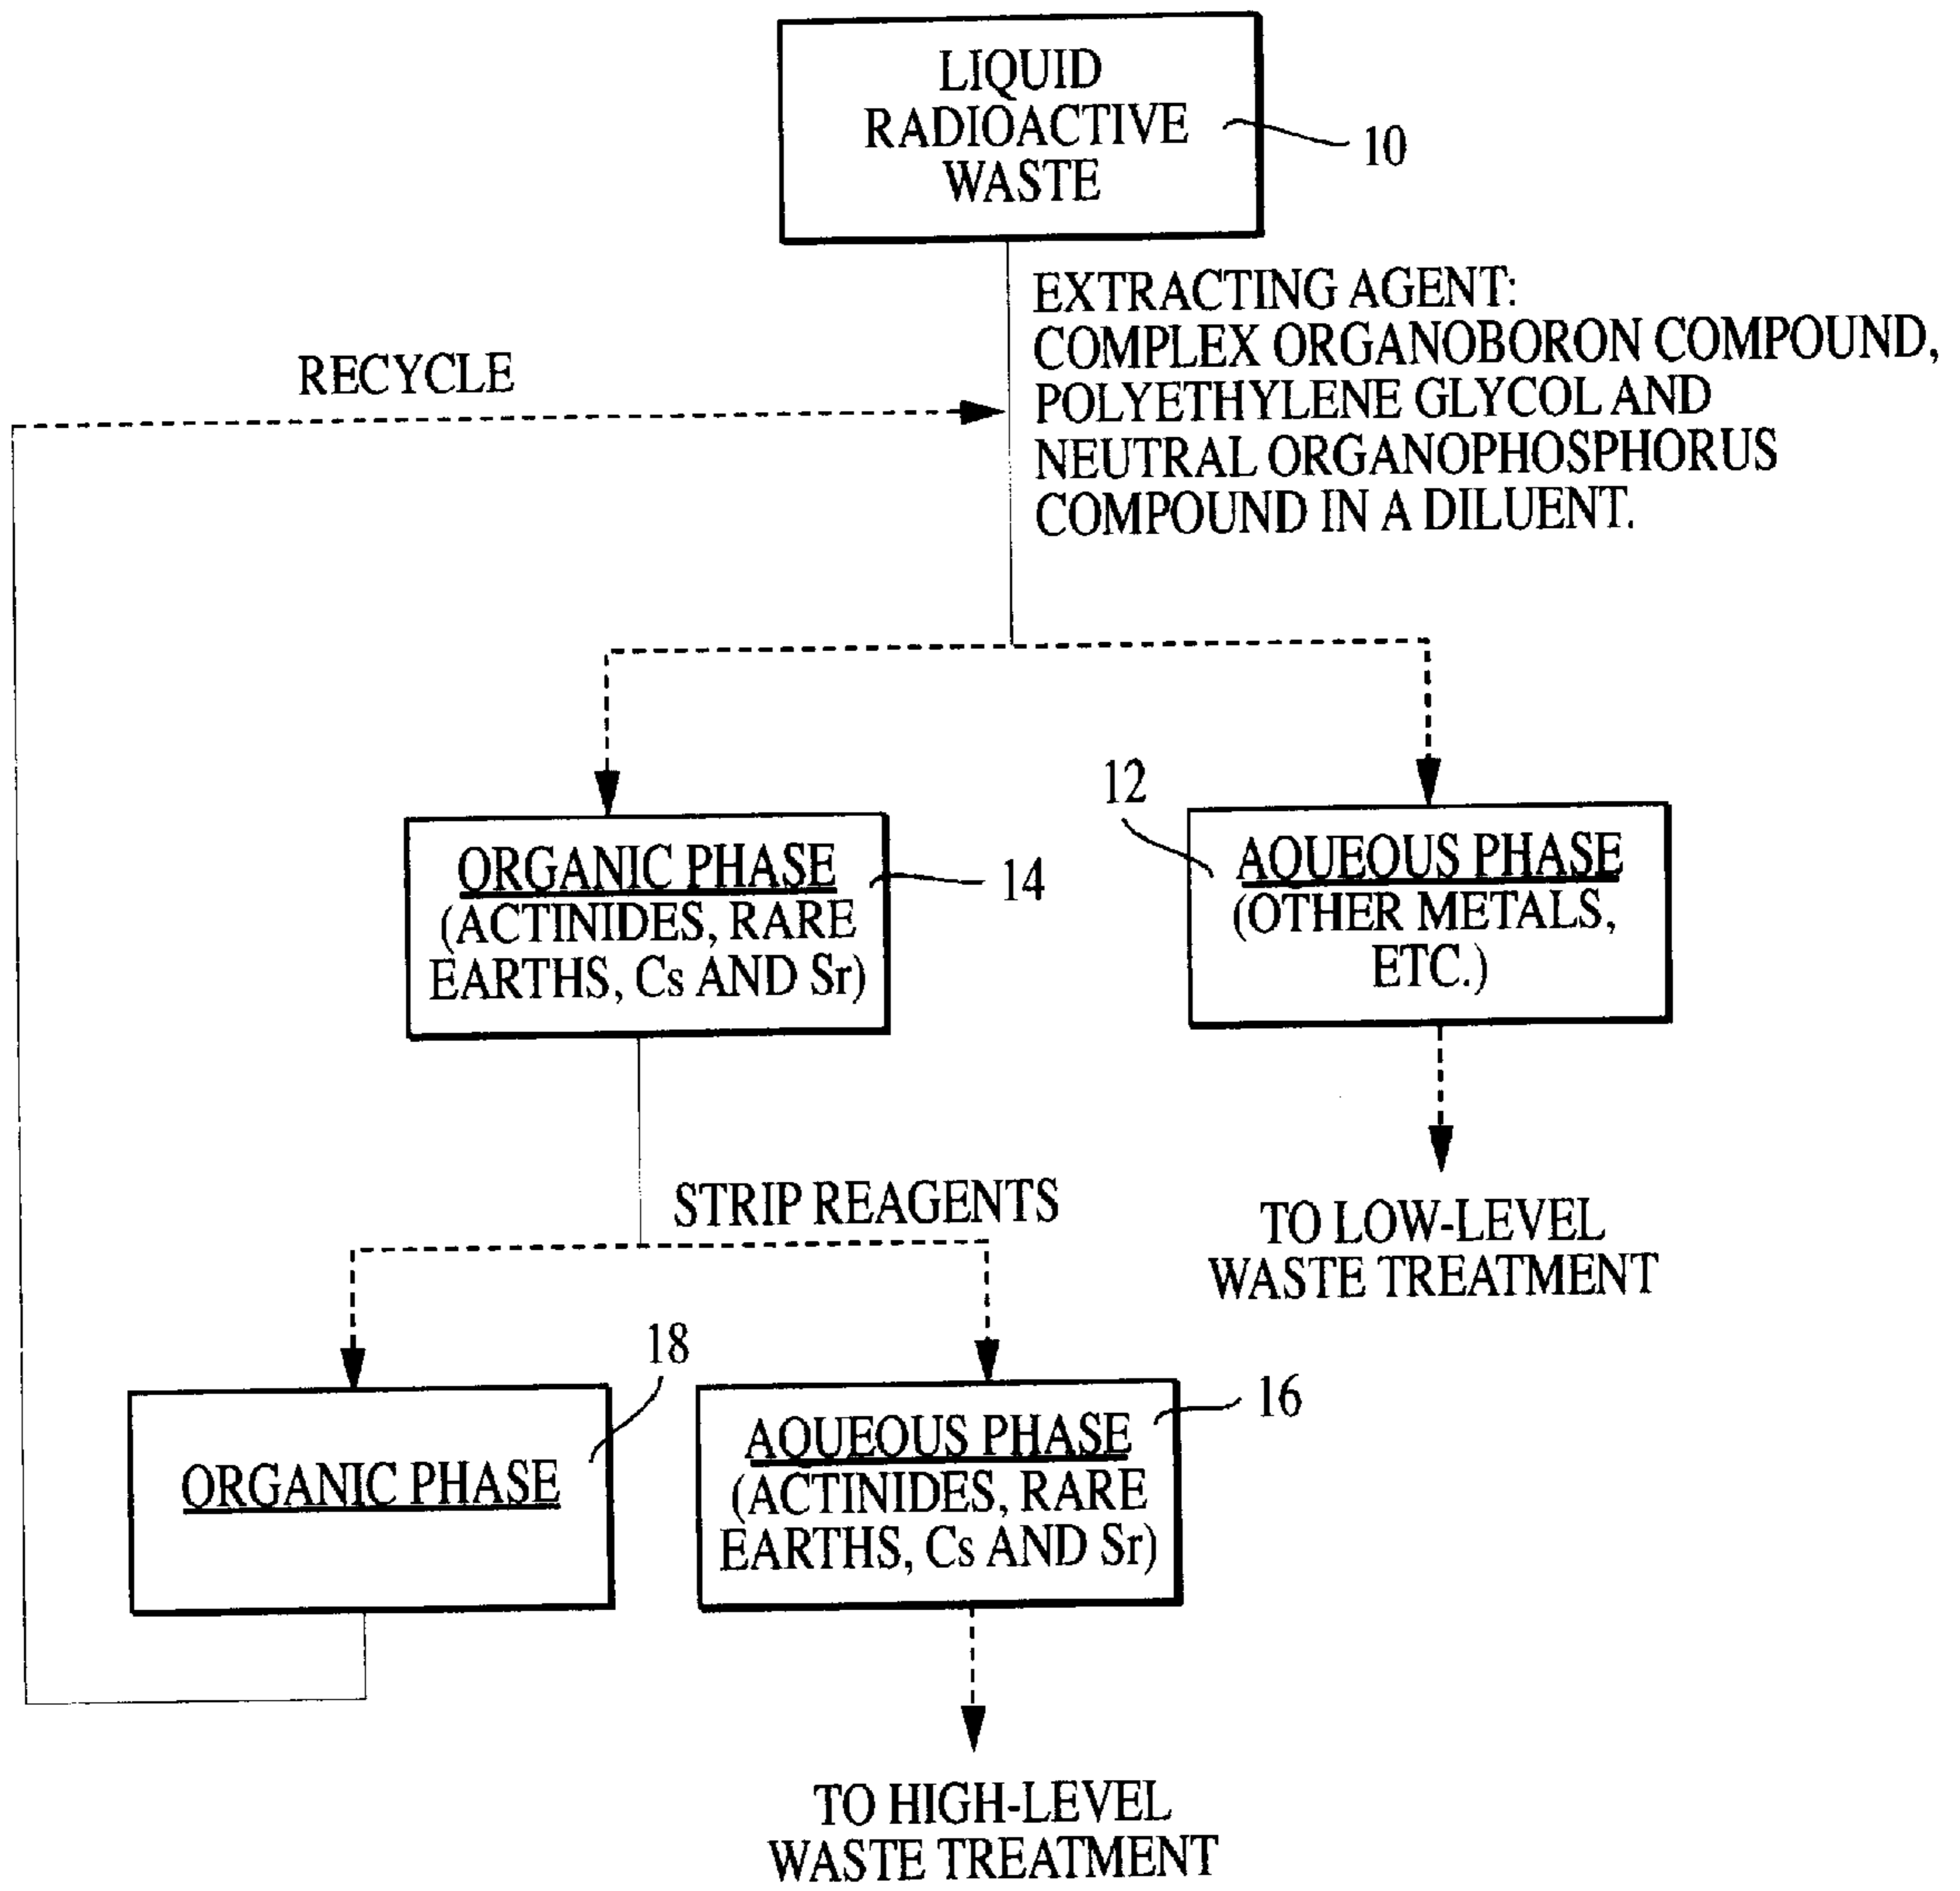 LIQUID
RADIOACTIVE
WASTE
10
EXTRACTING AGENT:
COMPLEX ORGANOBORON COMPOUND,
POLYETHYLENE GLYCOL AND
NEUTRAL ORGANOPHOSPHORUS
COMPOUND IN A DILUENT.
RECYCLE
12
14
ORGANIC PHASE
(ACTINIDES, RARE
EARTHS, Cs AND Sr)
AQUEOUS PHASE
(OTHER METALS,
ETC.)
STRIP REAGENTS
TO LOW-LEVEL
WASTE TREATMENT
18
16
ORGANIC PHASE
AQUEOUS PHASE
(ACTINIDES, RARE
EARTHS, Cs AND Sr)
TO HIGH-LEVEL
WASTE TREATMENT